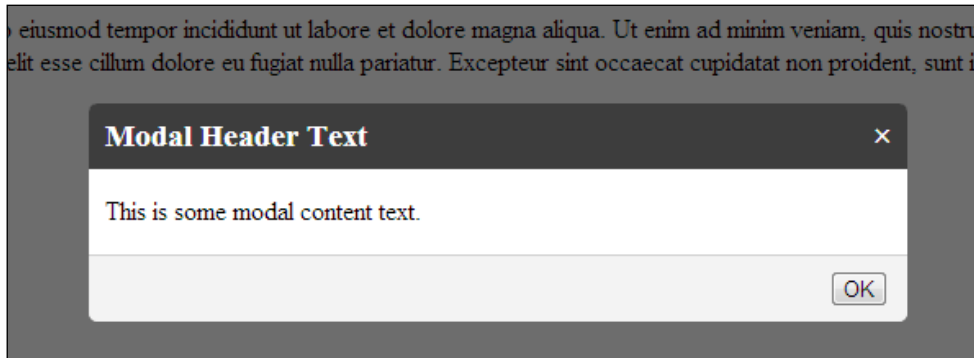 eiusmod tempor incididunt ut labore et dolore magna aliqua. Ut enim ad minim veniam, quis nostru
elit esse cillum dolore eu fugiat nulla pariatur. Excepteur sint occaecat cupidatat non proident, sunt i
Modal Header Text ×
This is some modal content text.
OK